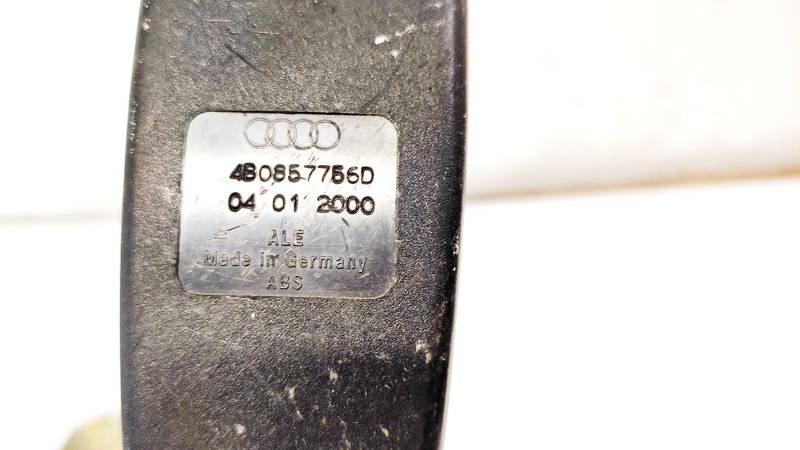 4B0857756D
04 01 2000
ALE
Made in Germany
ABS